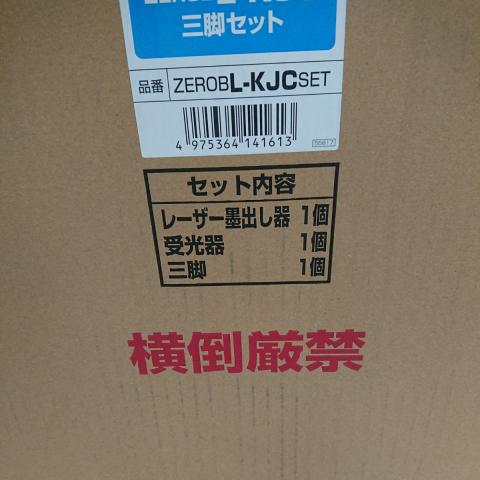 三脚セット
品番 ZEROBL-KJCSET
4 975364 141613
セット内容
レーザー墨出し器 1個
受光器 1個
三脚 1個
横倒厳禁